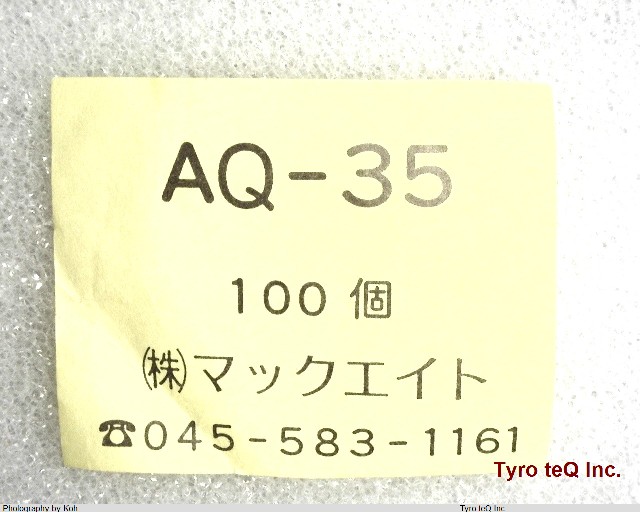 AQ-35
100 個
㈱マックエイト
☎045-583-1161
Tyro teQ Inc.
Photography by Koh
Tyro teQ Inc